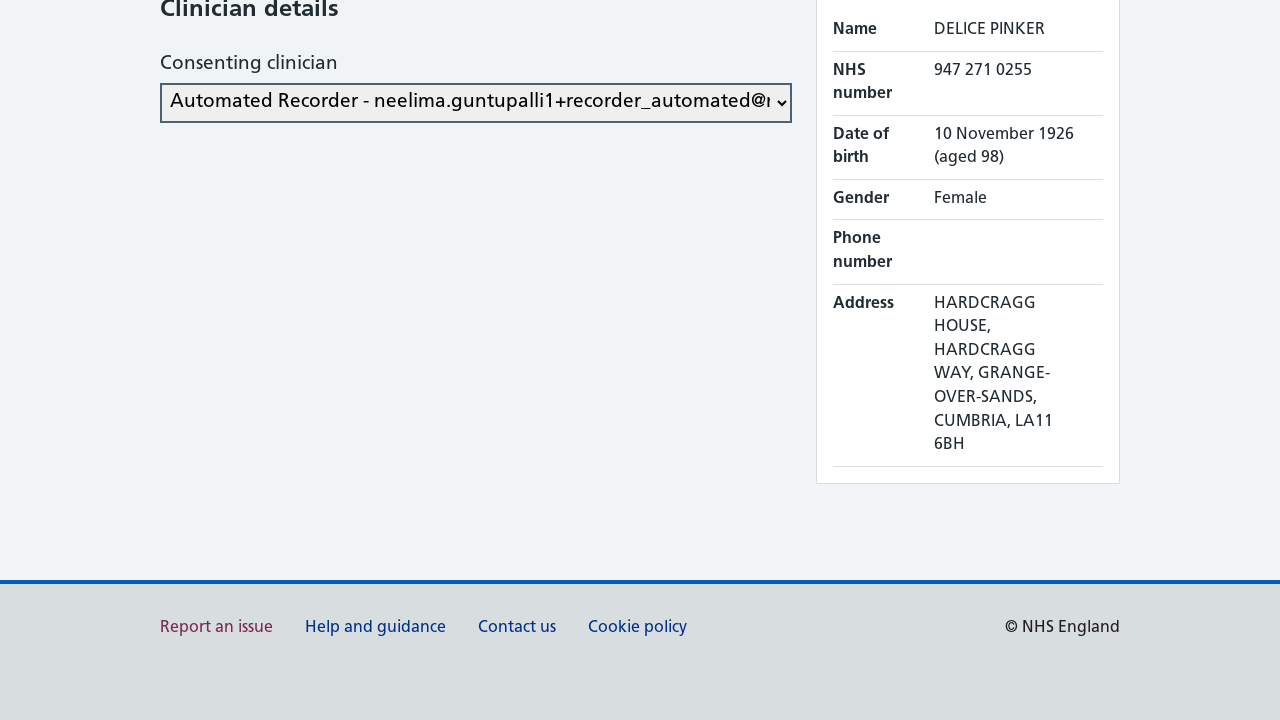 Clinician details
Consenting clinician
Automated Recorder - neelima.guntupalli1+recorder_automated@
Name DELICE PINKER
NHS number 947 271 0255
Date of birth 10 November 1926 (aged 98)
Gender Female
Phone number
Address HARDCRAGG
HOUSE,
HARDCRAGG
WAY, GRANGE-
OVER-SANDS,
CUMBRIA, LA11
6BH
Report an issue Help and guidance Contact us Cookie policy © NHS England